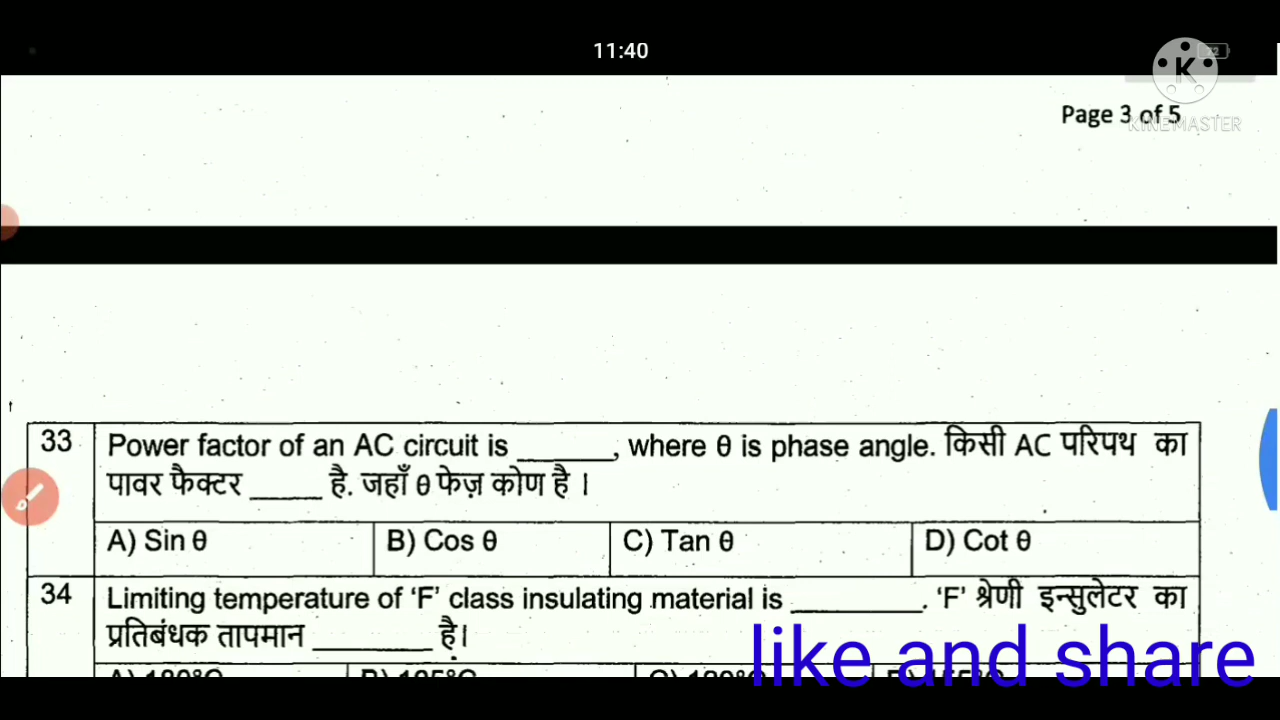 11:40
72
K
Page 3 of 5
KINEMASTER
33
Power factor of an AC circuit is ______, where θ is phase angle. किसी AC परिपथ का
पावर फैक्टर _____ है. जहाँ θ फेज़ कोण है ।
A) Sin θ
B) Cos θ
C) Tan θ
D) Cot θ
34
Limiting temperature of ‘F’ class insulating material is _________. ‘F’ श्रेणी इन्सुलेटर का
प्रतिबंधक तापमान ________ है।
like and share